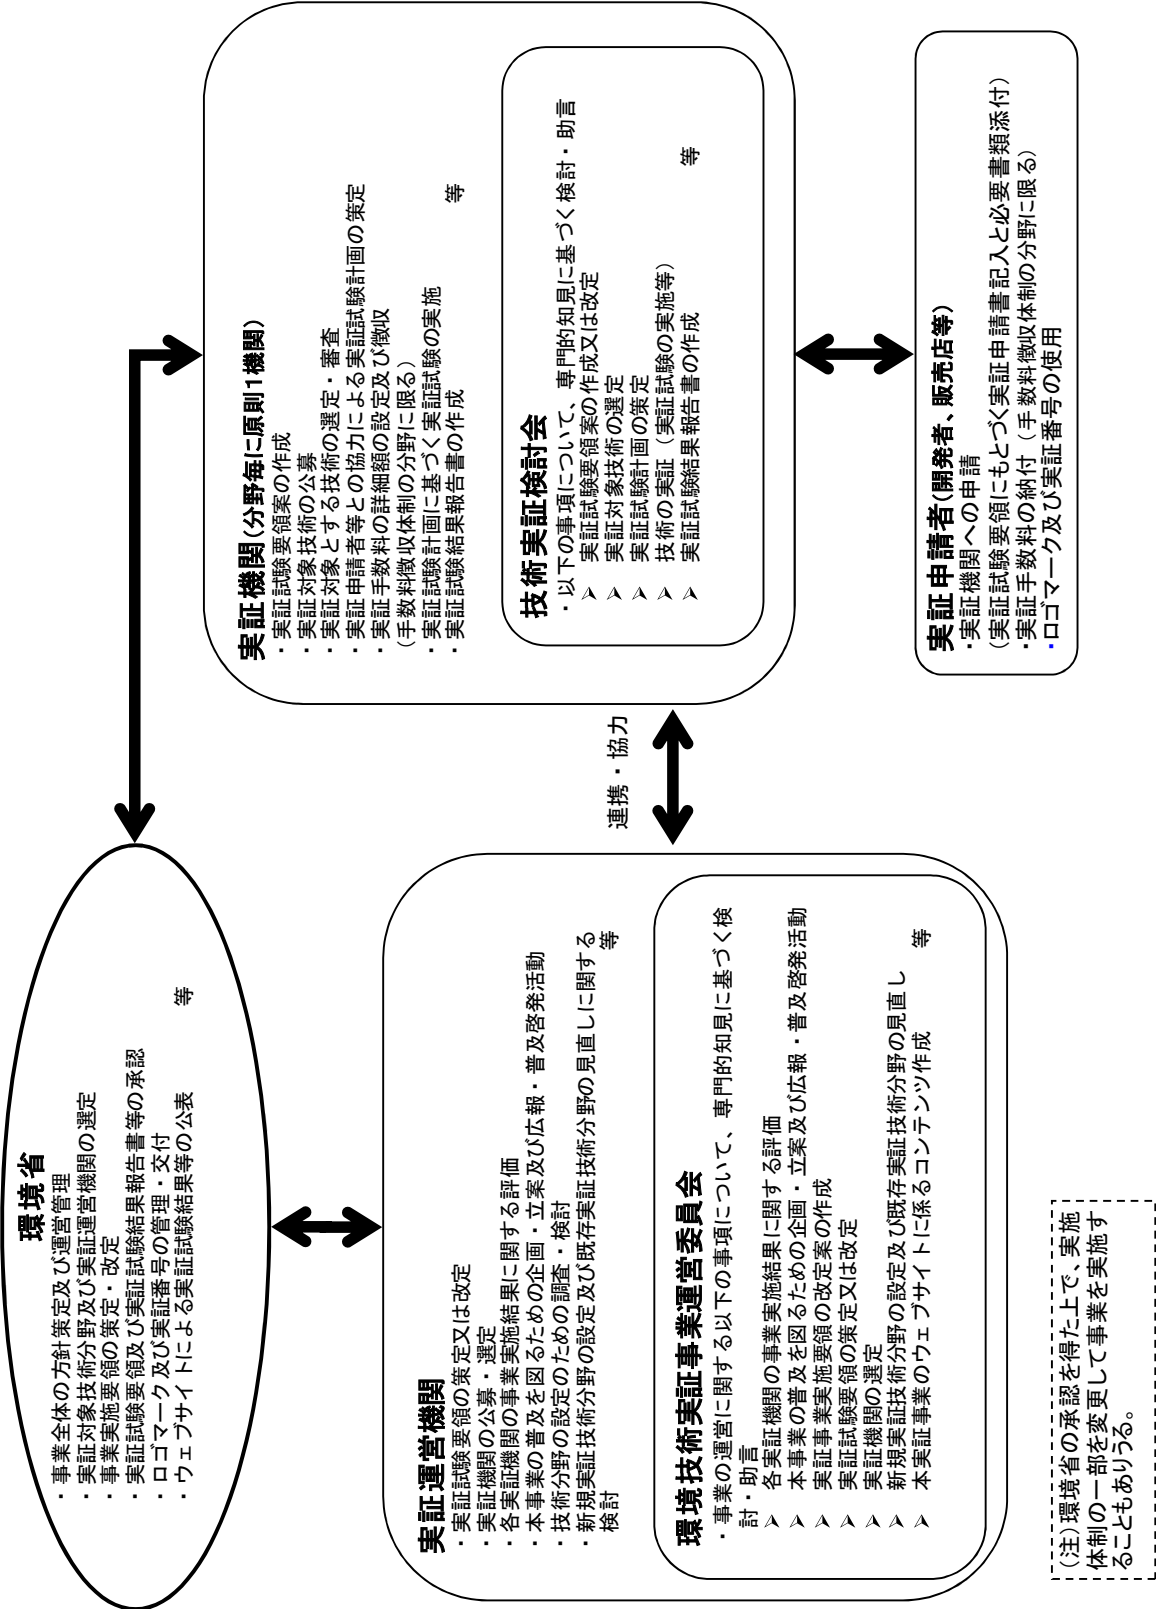 環境省
・事業全体の方針策定及び運営管理
・実証対象技術分野及び実証運営機関の選定
・事業実施要領の策定・改定
・実証試験要領及び実証試験結果報告書等の承認
・ロゴマーク及び実証番号の管理・交付
・ウェブサイトによる実証試験結果等の公表 等
実証運営機関
・実証試験要領の策定又は改定
・実証機関の公募・選定
・各実証機関の事業実施結果に関する評価
・本事業の普及を図るための企画・立案及び広報・普及啓発活動
・技術分野の設定のための調査・検討
・新規実証技術分野の設定及び既存実証技術分野の見直しに関する
検討 等
環境技術実証事業運営委員会
・事業の運営に関する以下の事項について、専門的知見に基づく検
討・助言
➢ 各実証機関の事業実施結果に関する評価
➢ 本事業の普及を図るための企画・立案及び広報・普及啓発活動
➢ 実証事業実施要領の改定案の作成
➢ 実証試験要領の策定又は改定
➢ 実証機関の選定
➢ 新規実証技術分野の設定及び既存実証技術分野の見直し
➢ 本実証事業のウェブサイトに係るコンテンツ作成 等
連携・協力
実証機関(分野毎に原則1機関)
・実証試験要領案の作成
・実証対象技術の公募
・実証対象とする技術の選定・審査
・実証申請者等との協力による実証試験計画の策定
・実証手数料の詳細額の設定及び徴収
(手数料徴収体制の分野に限る)
・実証試験計画に基づく実証試験の実施
・実証試験結果報告書の作成 等
技術実証検討会
・以下の事項について、専門的知見に基づく検討・助言
➢ 実証試験要領案の作成又は改定
➢ 実証対象技術の選定
➢ 実証試験計画の策定
➢ 技術の実証(実証試験の実施等)
➢ 実証試験結果報告書の作成 等
実証申請者(開発者、販売店等)
・実証機関への申請
(実証試験要領にもとづく実証申請書記入と必要書類添付)
・実証手数料の納付(手数料徴収体制の分野に限る)
・ロゴマーク及び実証番号の使用
(注)環境省の承認を得た上で、実施
体制の一部を変更して事業を実施す
ることもありうる。